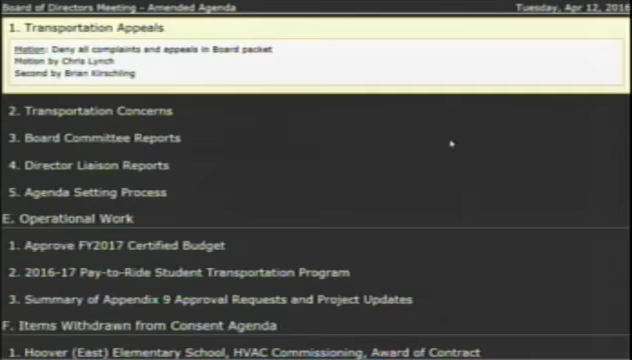 Board of Directors Meeting - Amended Agenda
Tuesday, Apr 12, 2016
1. Transportation Appeals
Motion: Deny all complaints and appeals in Board packet
Motion by Chris Lynch
Second by Brian Kirschling
2. Transportation Concerns
3. Board Committee Reports
4. Director Liaison Reports
5. Agenda Setting Process
E. Operational Work
1. Approve FY2017 Certified Budget
2. 2016-17 Pay-to-Ride Student Transportation Program
3. Summary of Appendix 9 Approval Requests and Project Updates
F. Items Withdrawn from Consent Agenda
1. Hoover (East) Elementary School, HVAC Commissioning, Award of Contract